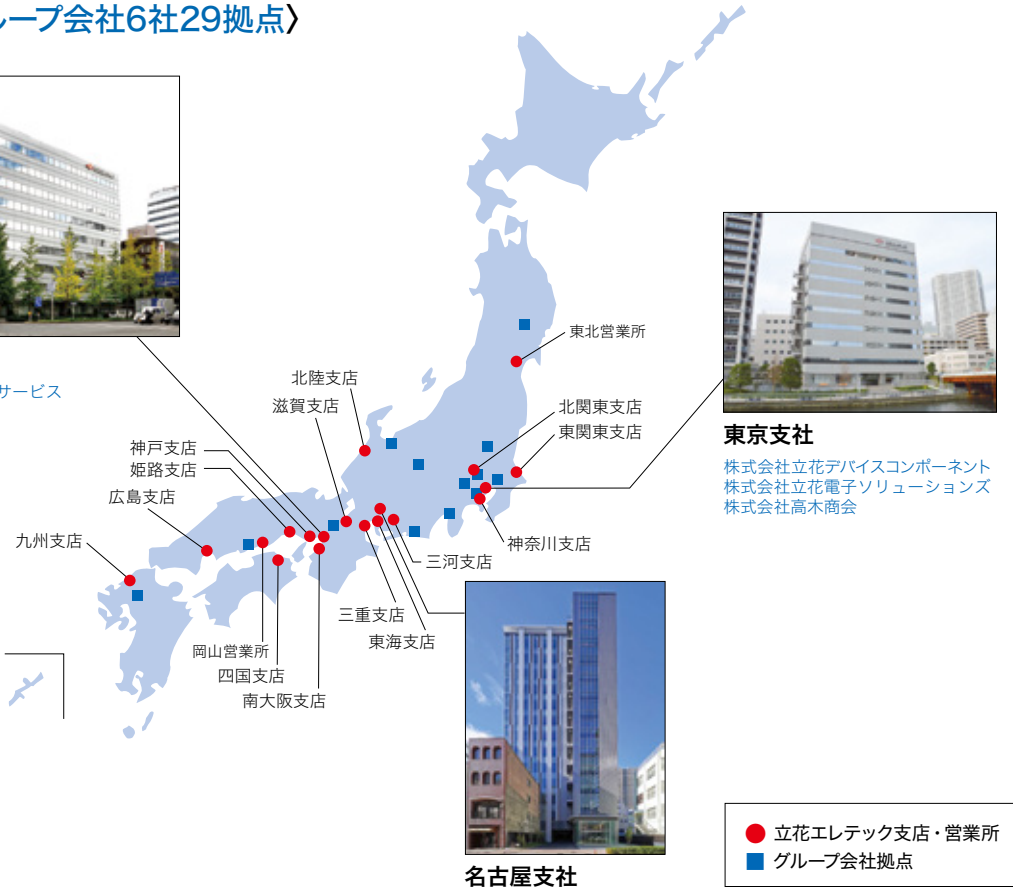 ループ会社6社29拠点〉
サービス
東北営業所
北陸支店
滋賀支店
北関東支店
東関東支店
神戸支店
姫路支店
広島支店
九州支店
東京支社
株式会社立花デバイスコンポーネント
株式会社立花電子ソリューションズ
株式会社高木商会
神奈川支店
三河支店
三重支店
東海支店
岡山営業所
四国支店
南大阪支店
名古屋支社
立花エレテック支店・営業所
グループ会社拠点